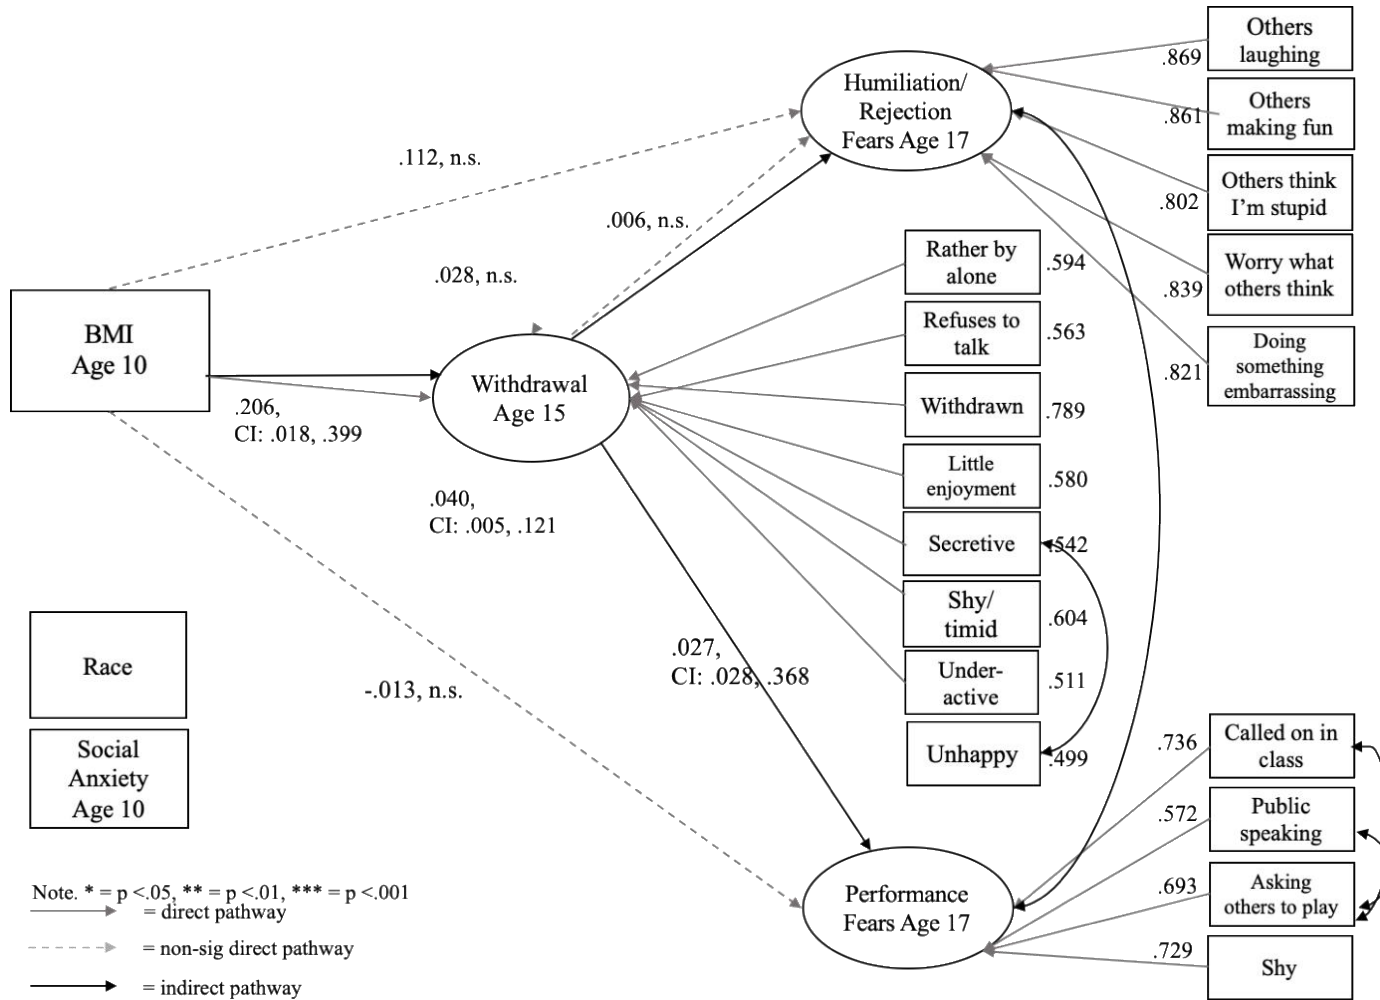 Others
laughing
.869
Humiliation/
Rejection
Fears Age 17
Others
making fun
.861
.112, n.s.
Others think
I'm stupid
.802
.006, n.s.
Rather by
alone
.594
Worry what
others think
.839
.028, n.s.
BMI
Age 10
Refuses to
talk
.563
Doing
something
embarrassing
.821
Withdrawal
Age 15
Withdrawn
.789
.206,
CI: .018, .399
Little
enjoyment
.580
.040,
CI: .005, .121
Secretive
.542
Shy/
timid
.604
Race
.027,
CI: .028, .368
Under-
active
.511
-.013, n.s.
Unhappy
.499
Social
Anxiety
Age 10
.736
Called on in
class
.572
Public
speaking
.693
Asking
others to play
Performance
Fears Age 17
.729
Shy
Note. * = p <.05, ** = p <.01, *** = p <.001
= direct pathway
= non-sig direct pathway
= indirect pathway